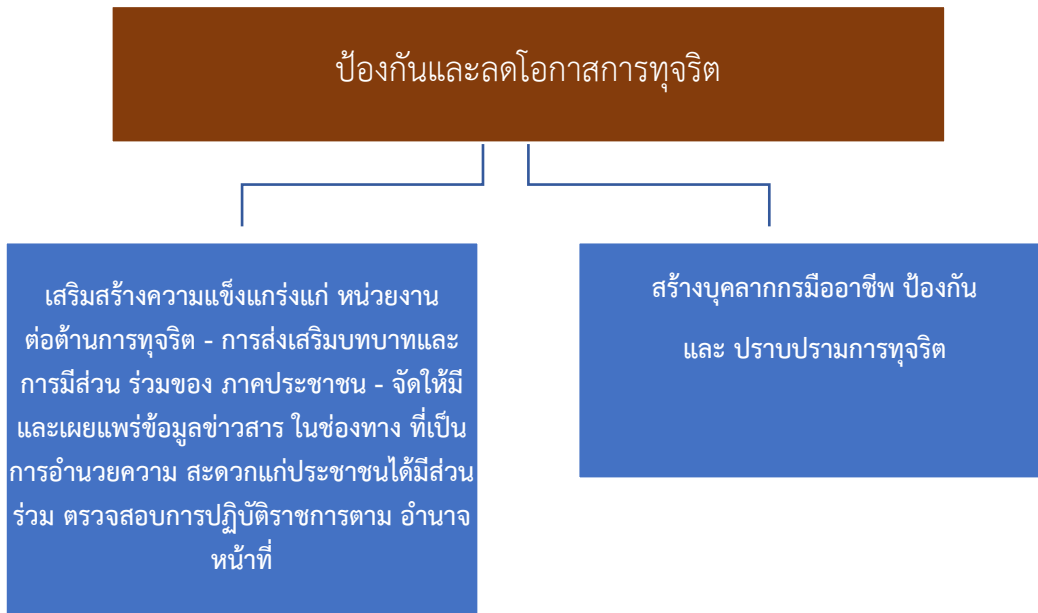 ป้องกันและลดโอกาสการทุจริต
เสริมสร้างความแข็งแกร่งแก่ หน่วยงาน
ต่อต้านการทุจริต - การส่งเสริมบทบาทและ
การมีส่วน ร่วมของ ภาคประชาชน - จัดให้มี
และเผยแพร่ข้อมูลข่าวสาร ในช่องทาง ที่เป็น
การอำนวยความ สะดวกแก่ประชาชนได้มีส่วน
ร่วม ตรวจสอบการปฏิบัติราชการตาม อำนาจ
หน้าที่
สร้างบุคลากกรมืออาชีพ ป้องกัน
และ ปราบปรามการทุจริต